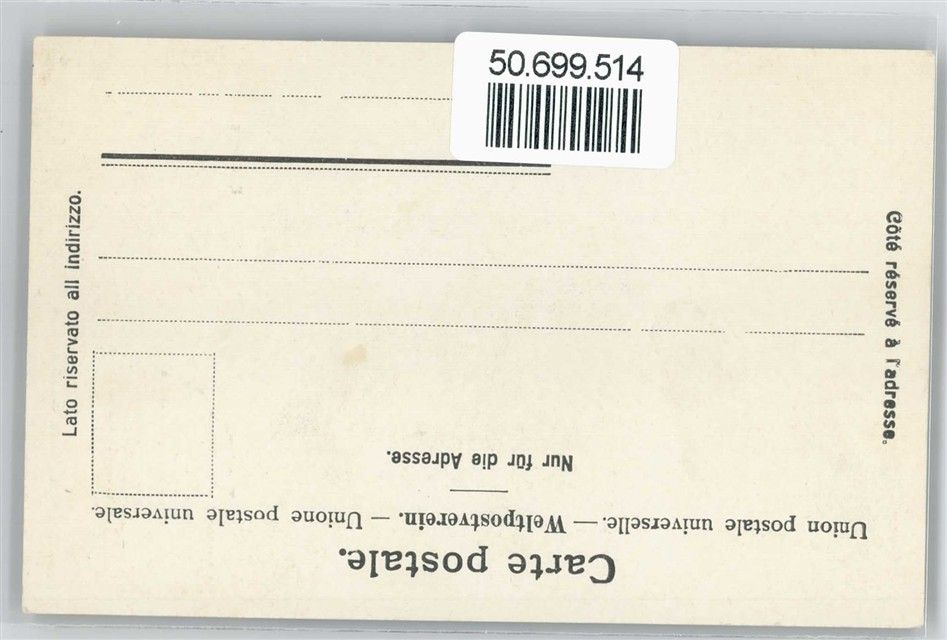 50.699.514
Carte postale.
Union postale universelle. — Weltpostverein. — Unione postale universale.
Nur für die Adresse.
Côté réservé à l'adresse.
Lato riservato all indirizzo.